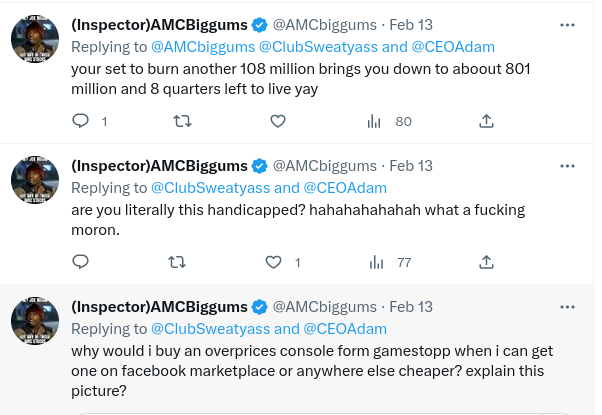 (Inspector)AMCBiggums @AMCbiggums · Feb 13
Replying to @AMCbiggums @ClubSweatyass and @CEOAdam
your set to burn another 108 million brings you down to aboout 801
million and 8 quarters left to live yay
1 80
(Inspector)AMCBiggums @AMCbiggums · Feb 13
Replying to @ClubSweatyass and @CEOAdam
are you literally this handicapped? hahahahahahah what a fucking
moron.
1 77
(Inspector)AMCBiggums @AMCbiggums · Feb 13
Replying to @ClubSweatyass and @CEOAdam
why would i buy an overprices console form gamestopp when i can get
one on facebook marketplace or anywhere else cheaper? explain this
picture?